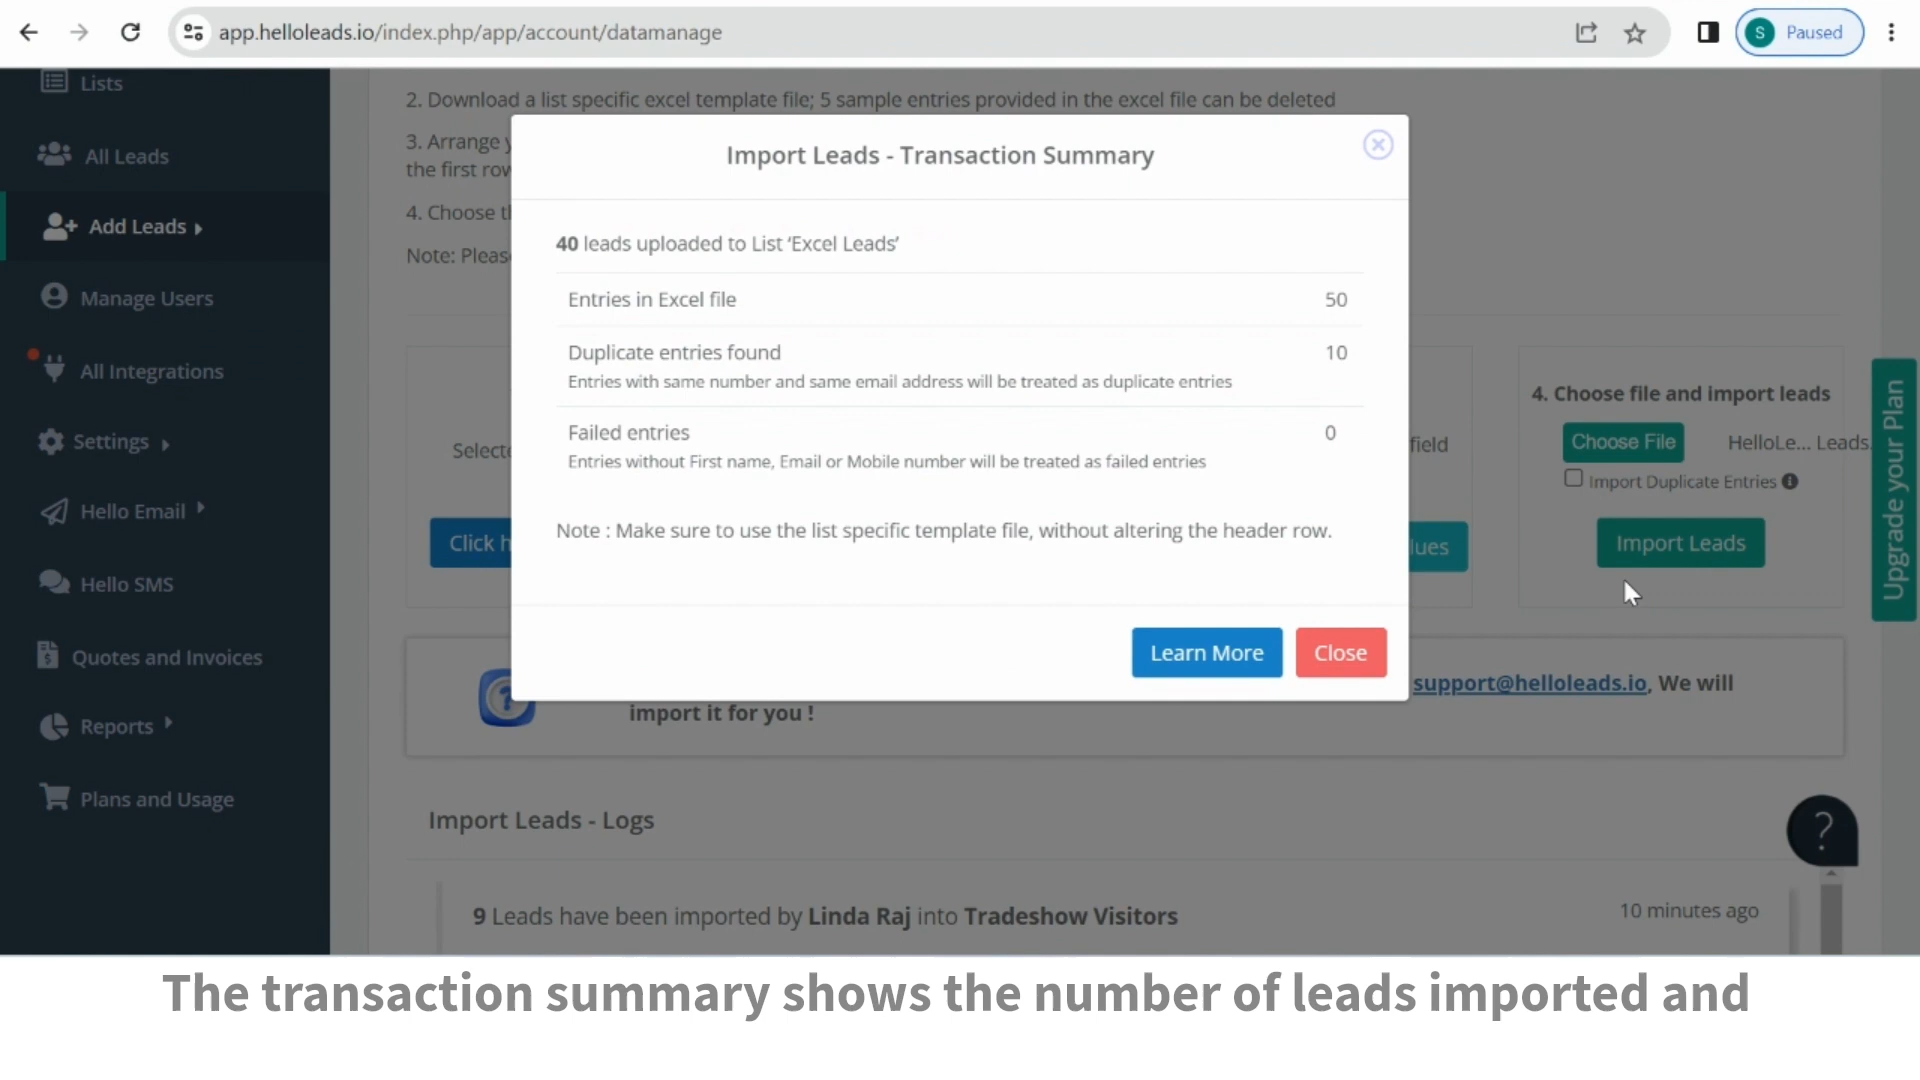 app.helloleads.io/index.php/app/account/datamanage
S
Paused
Lists
All Leads
Add Leads
Manage Users
All Integrations
Settings
Hello Email
Hello SMS
Quotes and Invoices
Reports
Plans and Usage
2. Download a list specific excel template file; 5 sample entries provided in the excel file can be deleted
3. Arrange
the first row
4. Choose
Note:
Import Leads - Transaction Summary
40 leads uploaded to List ‘Excel Leads’
Entries in Excel file 50
Duplicate entries found 10
Entries with same number and same email address will be treated as duplicate entries
Failed entries 0
Entries without First name, Email or Mobile number will be treated as failed entries
Note : Make sure to use the list specific template file, without altering the header row.
Learn More
Close
Click
field
4. Choose file and import leads
Choose File HelloLe... Leads.
Import Duplicate Entries
Import Leads
Upgrade your Plan
support@helloleads.io, We will
import it for you !
Import Leads - Logs
?
9 Leads have been imported by Linda Raj into Tradeshow Visitors
10 minutes ago
The transaction summary shows the number of leads imported and